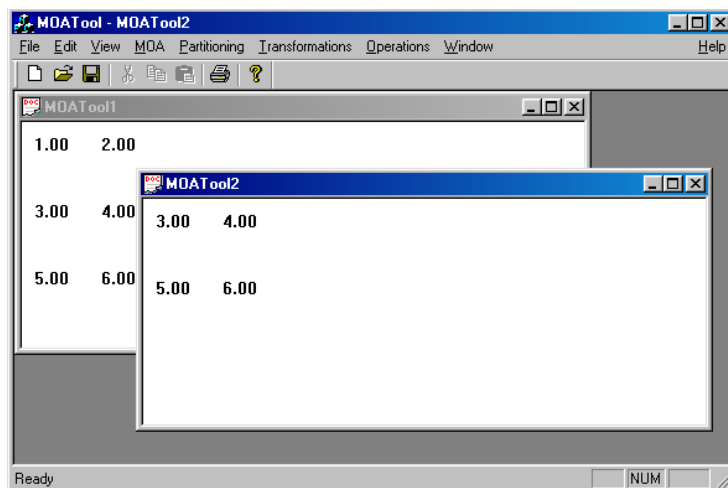 MOATool - MOATool2
File Edit View MOA Partitioning Transformations Operations Window Help
MOATool1
1.00 2.00
3.00 4.00
5.00 6.00
MOATool2
3.00 4.00
5.00 6.00
Ready NUM